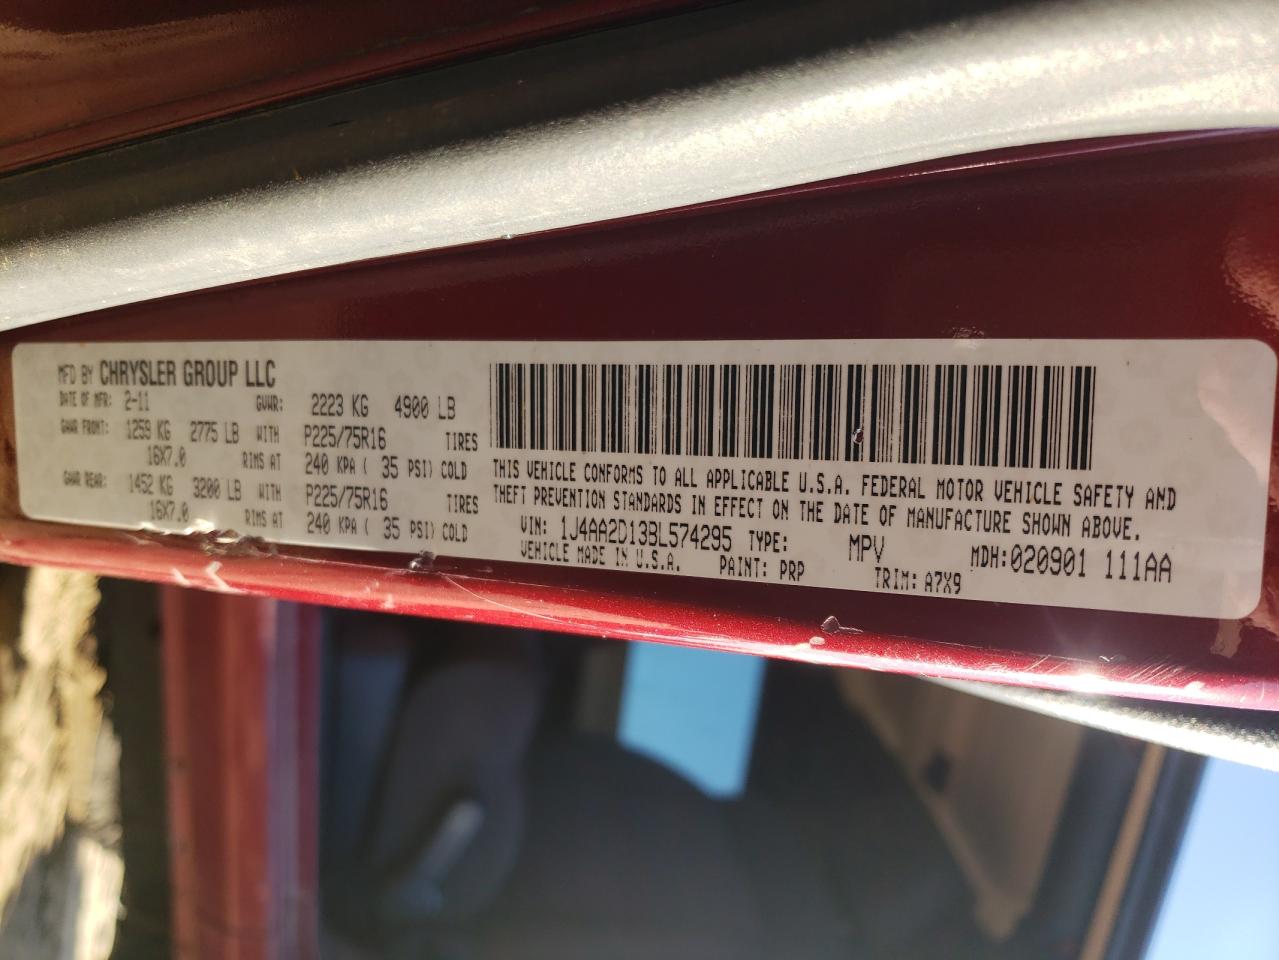 MFD BY CHRYSLER GROUP LLC
DATE OF MFR: 2-11 GVWR: 2223 KG 4900 LB
GAWR FRONT: 1259 KG 2775 LB WITH P225/75R16 TIRES
16X7.0 RIMS AT 240 KPA ( 35 PSI) COLD
GAWR REAR: 1452 KG 3200 LB WITH P225/75R16 TIRES
16X7.0 RIMS AT 240 KPA ( 35 PSI) COLD
THIS VEHICLE CONFORMS TO ALL APPLICABLE U.S.A. FEDERAL MOTOR VEHICLE SAFETY AND
THEFT PREVENTION STANDARDS IN EFFECT ON THE DATE OF MANUFACTURE SHOWN ABOVE.
VIN: 1J4AA2D13BL574295 TYPE: MPV MDH:020901 111AA
VEHICLE MADE IN U.S.A. PAINT: PRP TRIM: A7X9